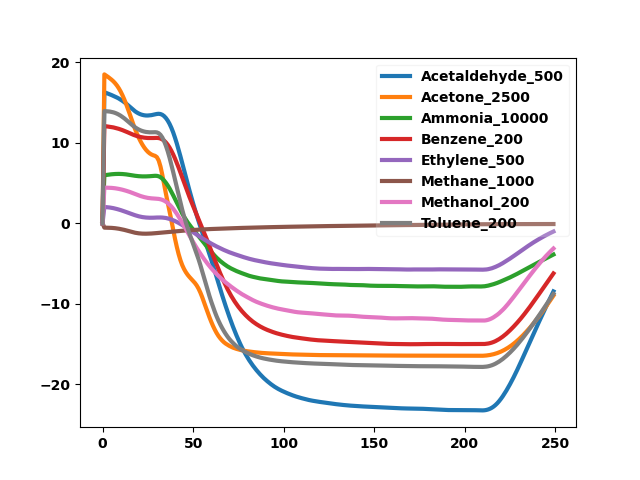 20
10
0
−10
−20
0
50
100
150
200
250
Acetaldehyde_500
Acetone_2500
Ammonia_10000
Benzene_200
Ethylene_500
Methane_1000
Methanol_200
Toluene_200